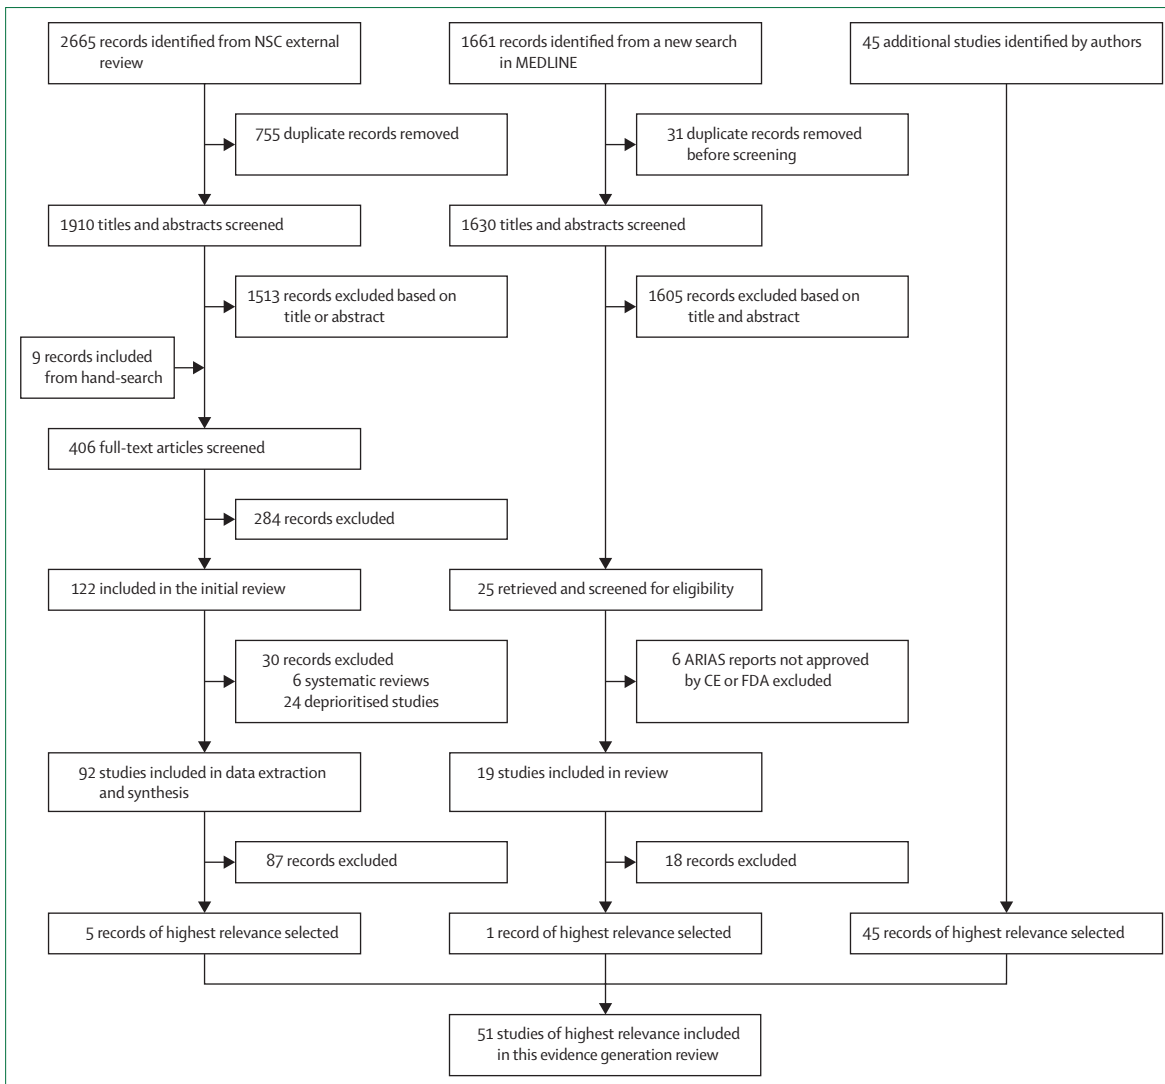 2665 records identified from NSC external
review
1661 records identified from a new search
in MEDLINE
45 additional studies identified by authors
755 duplicate records removed
31 duplicate records removed
before screening
1910 titles and abstracts screened
1630 titles and abstracts screened
1513 records excluded based on
title or abstract
1605 records excluded based on
title and abstract
9 records included
from hand-search
406 full-text articles screened
284 records excluded
122 included in the initial review
25 retrieved and screened for eligibility
30 records excluded
6 systematic reviews
24 deprioritised studies
6 ARIAS reports not approved
by CE or FDA excluded
92 studies included in data extraction
and synthesis
19 studies included in review
87 records excluded
18 records excluded
5 records of highest relevance selected
1 record of highest relevance selected
45 records of highest relevance selected
51 studies of highest relevance included
in this evidence generation review